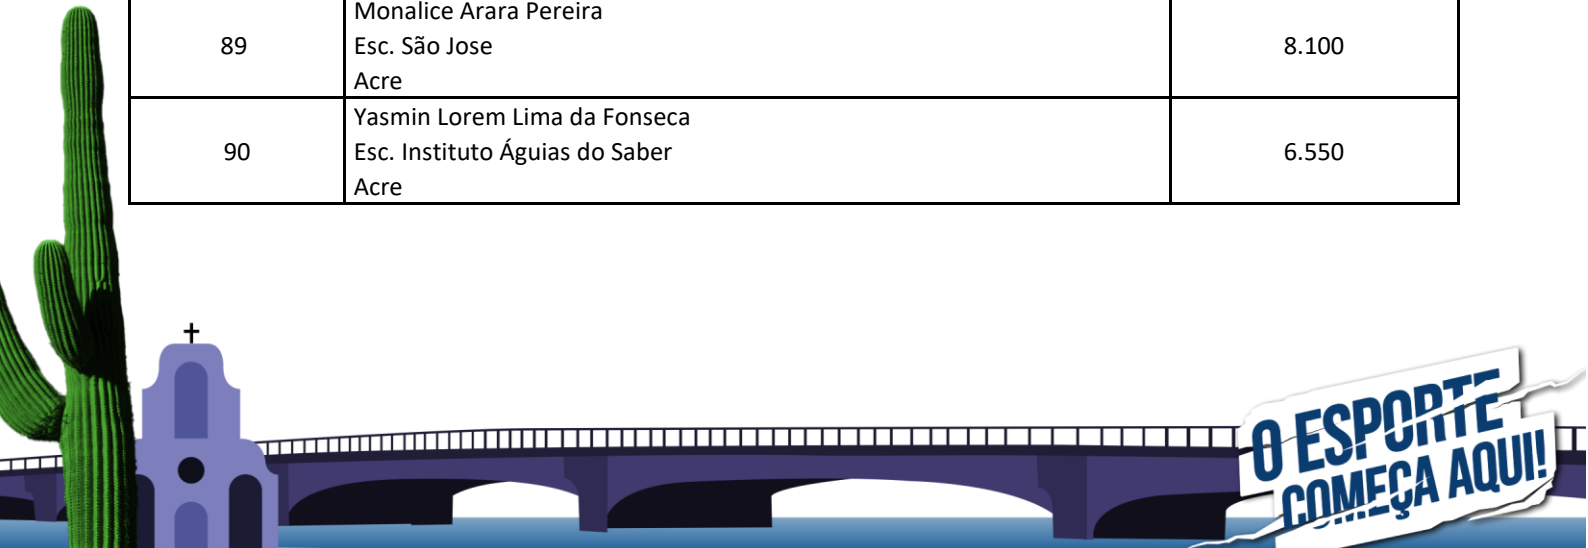 89
Monalice Arara Pereira
Esc. São Jose
Acre
8.100
90
Yasmin Lorem Lima da Fonseca
Esc. Instituto Águias do Saber
Acre
6.550
O ESPORTE
COMEÇA AQUI!